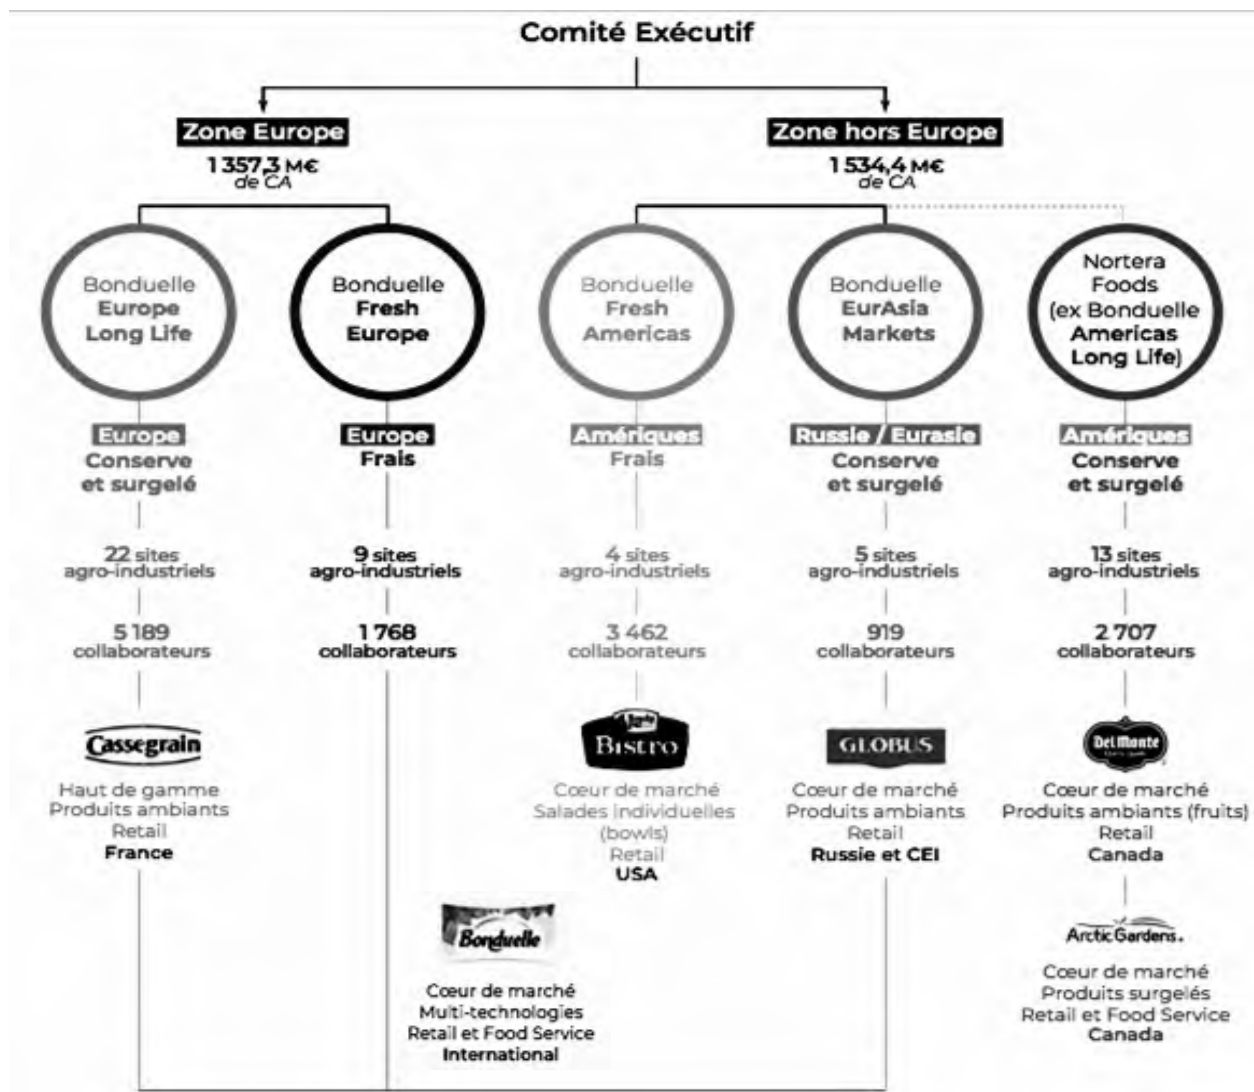 Comité Exécutif
Zone Europe
1 357,3 M€
de CA
Zone hors Europe
1 534,4 M€
de CA
Bonduelle
Europe
Long Life
Bonduelle
Fresh
Europe
Bonduelle
Fresh
Americas
Bonduelle
EurAsia
Markets
Nortera
Foods
(ex Bonduelle
Americas
Long Life)
Europe
Conserve
et surgelé
Europe
Frais
Amériques
Frais
Russie / Eurasie
Conserve
et surgelé
Amériques
Conserve
et surgelé
22 sites
agro-industriels
9 sites
agro-industriels
4 sites
agro-industriels
5 sites
agro-industriels
13 sites
agro-industriels
5 189
collaborateurs
1 768
collaborateurs
3 462
collaborateurs
919
collaborateurs
2 707
collaborateurs
Cassegrain
Haut de gamme
Produits ambiants
Retail
France
Bistro
Cœur de marché
Salades individuelles
(bowls)
Retail
USA
GLOBUS
Cœur de marché
Produits ambiants
Retail
Russie et CEI
Del Monte
Cœur de marché
Produits ambiants (fruits)
Retail
Canada
Bonduelle
Cœur de marché
Multi-technologies
Retail et Food Service
International
Arctic Gardens
Cœur de marché
Produits surgelés
Retail et Food Service
Canada